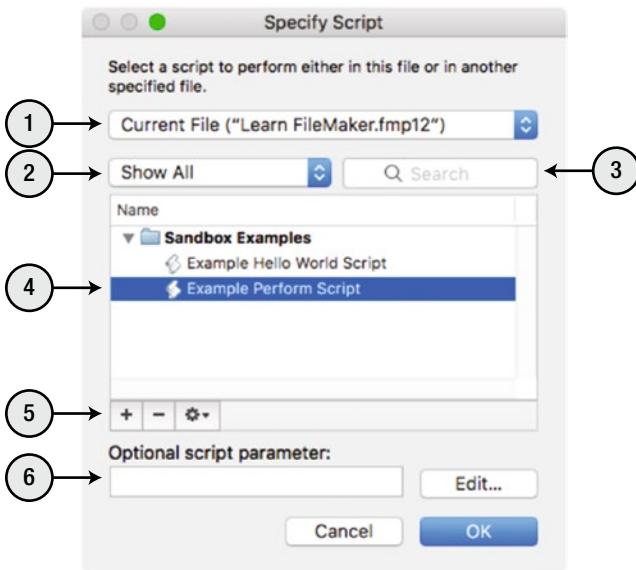 Specify Script
Select a script to perform either in this file or in another
specified file.
1
Current File (“Learn FileMaker.fmp12”)
2
Show All
Search
3
Name
Sandbox Examples
Example Hello World Script
4
Example Perform Script
5
+ −
Optional script parameter:
6
Edit...
Cancel
OK